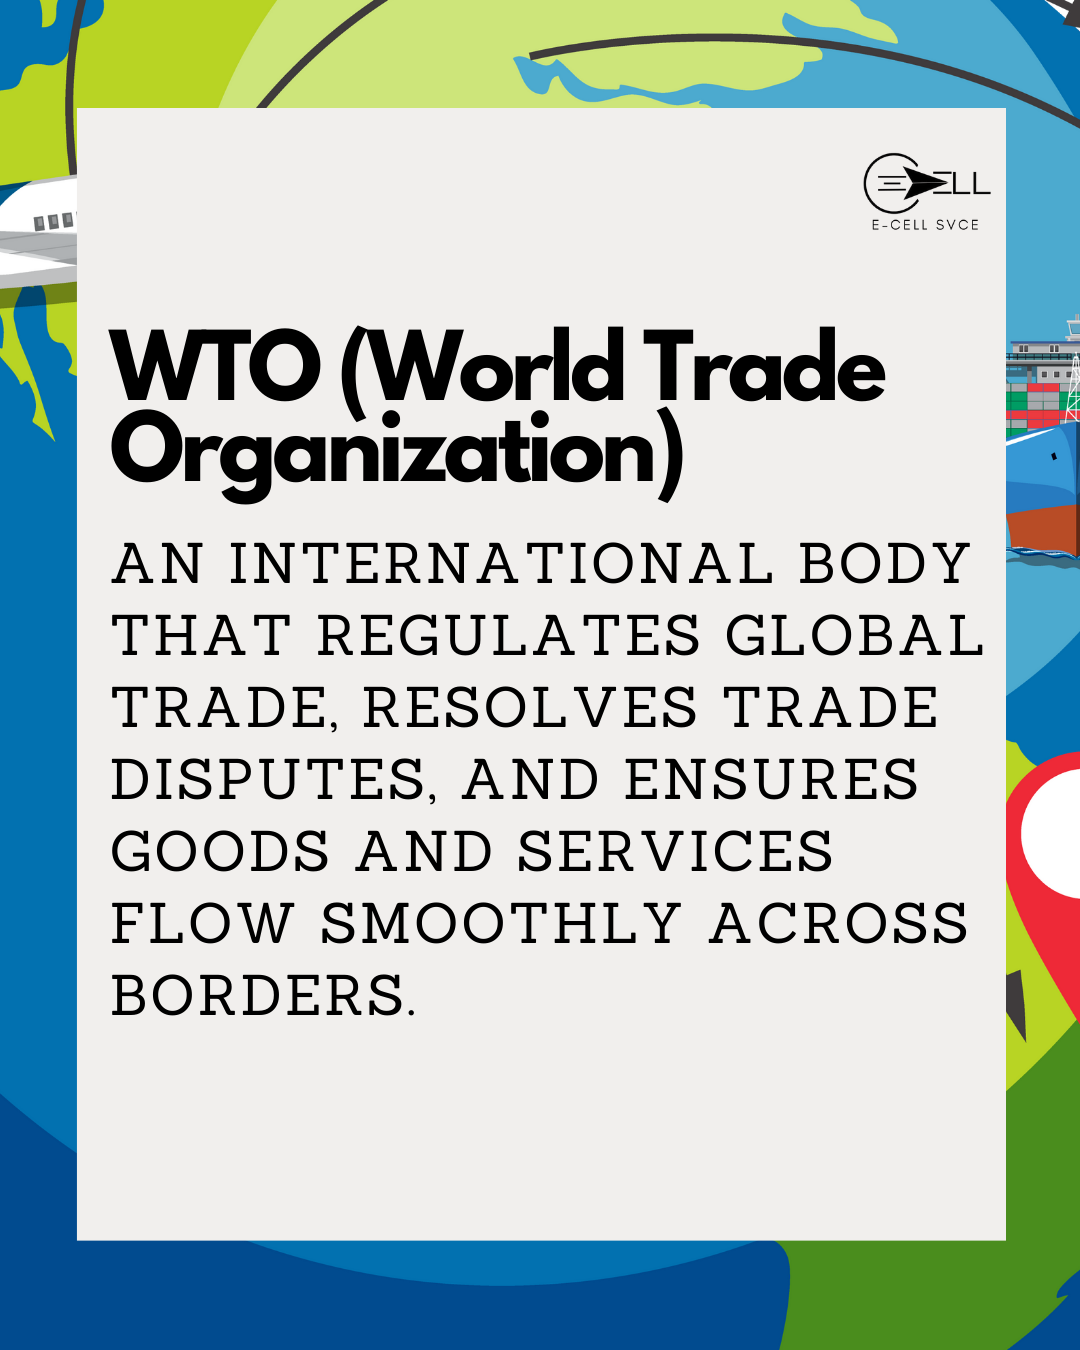 ELL
E-CELL SVCE
WTO (World Trade
Organization)
AN INTERNATIONAL BODY
THAT REGULATES GLOBAL
TRADE, RESOLVES TRADE
DISPUTES, AND ENSURES
GOODS AND SERVICES
FLOW SMOOTHLY ACROSS
BORDERS.